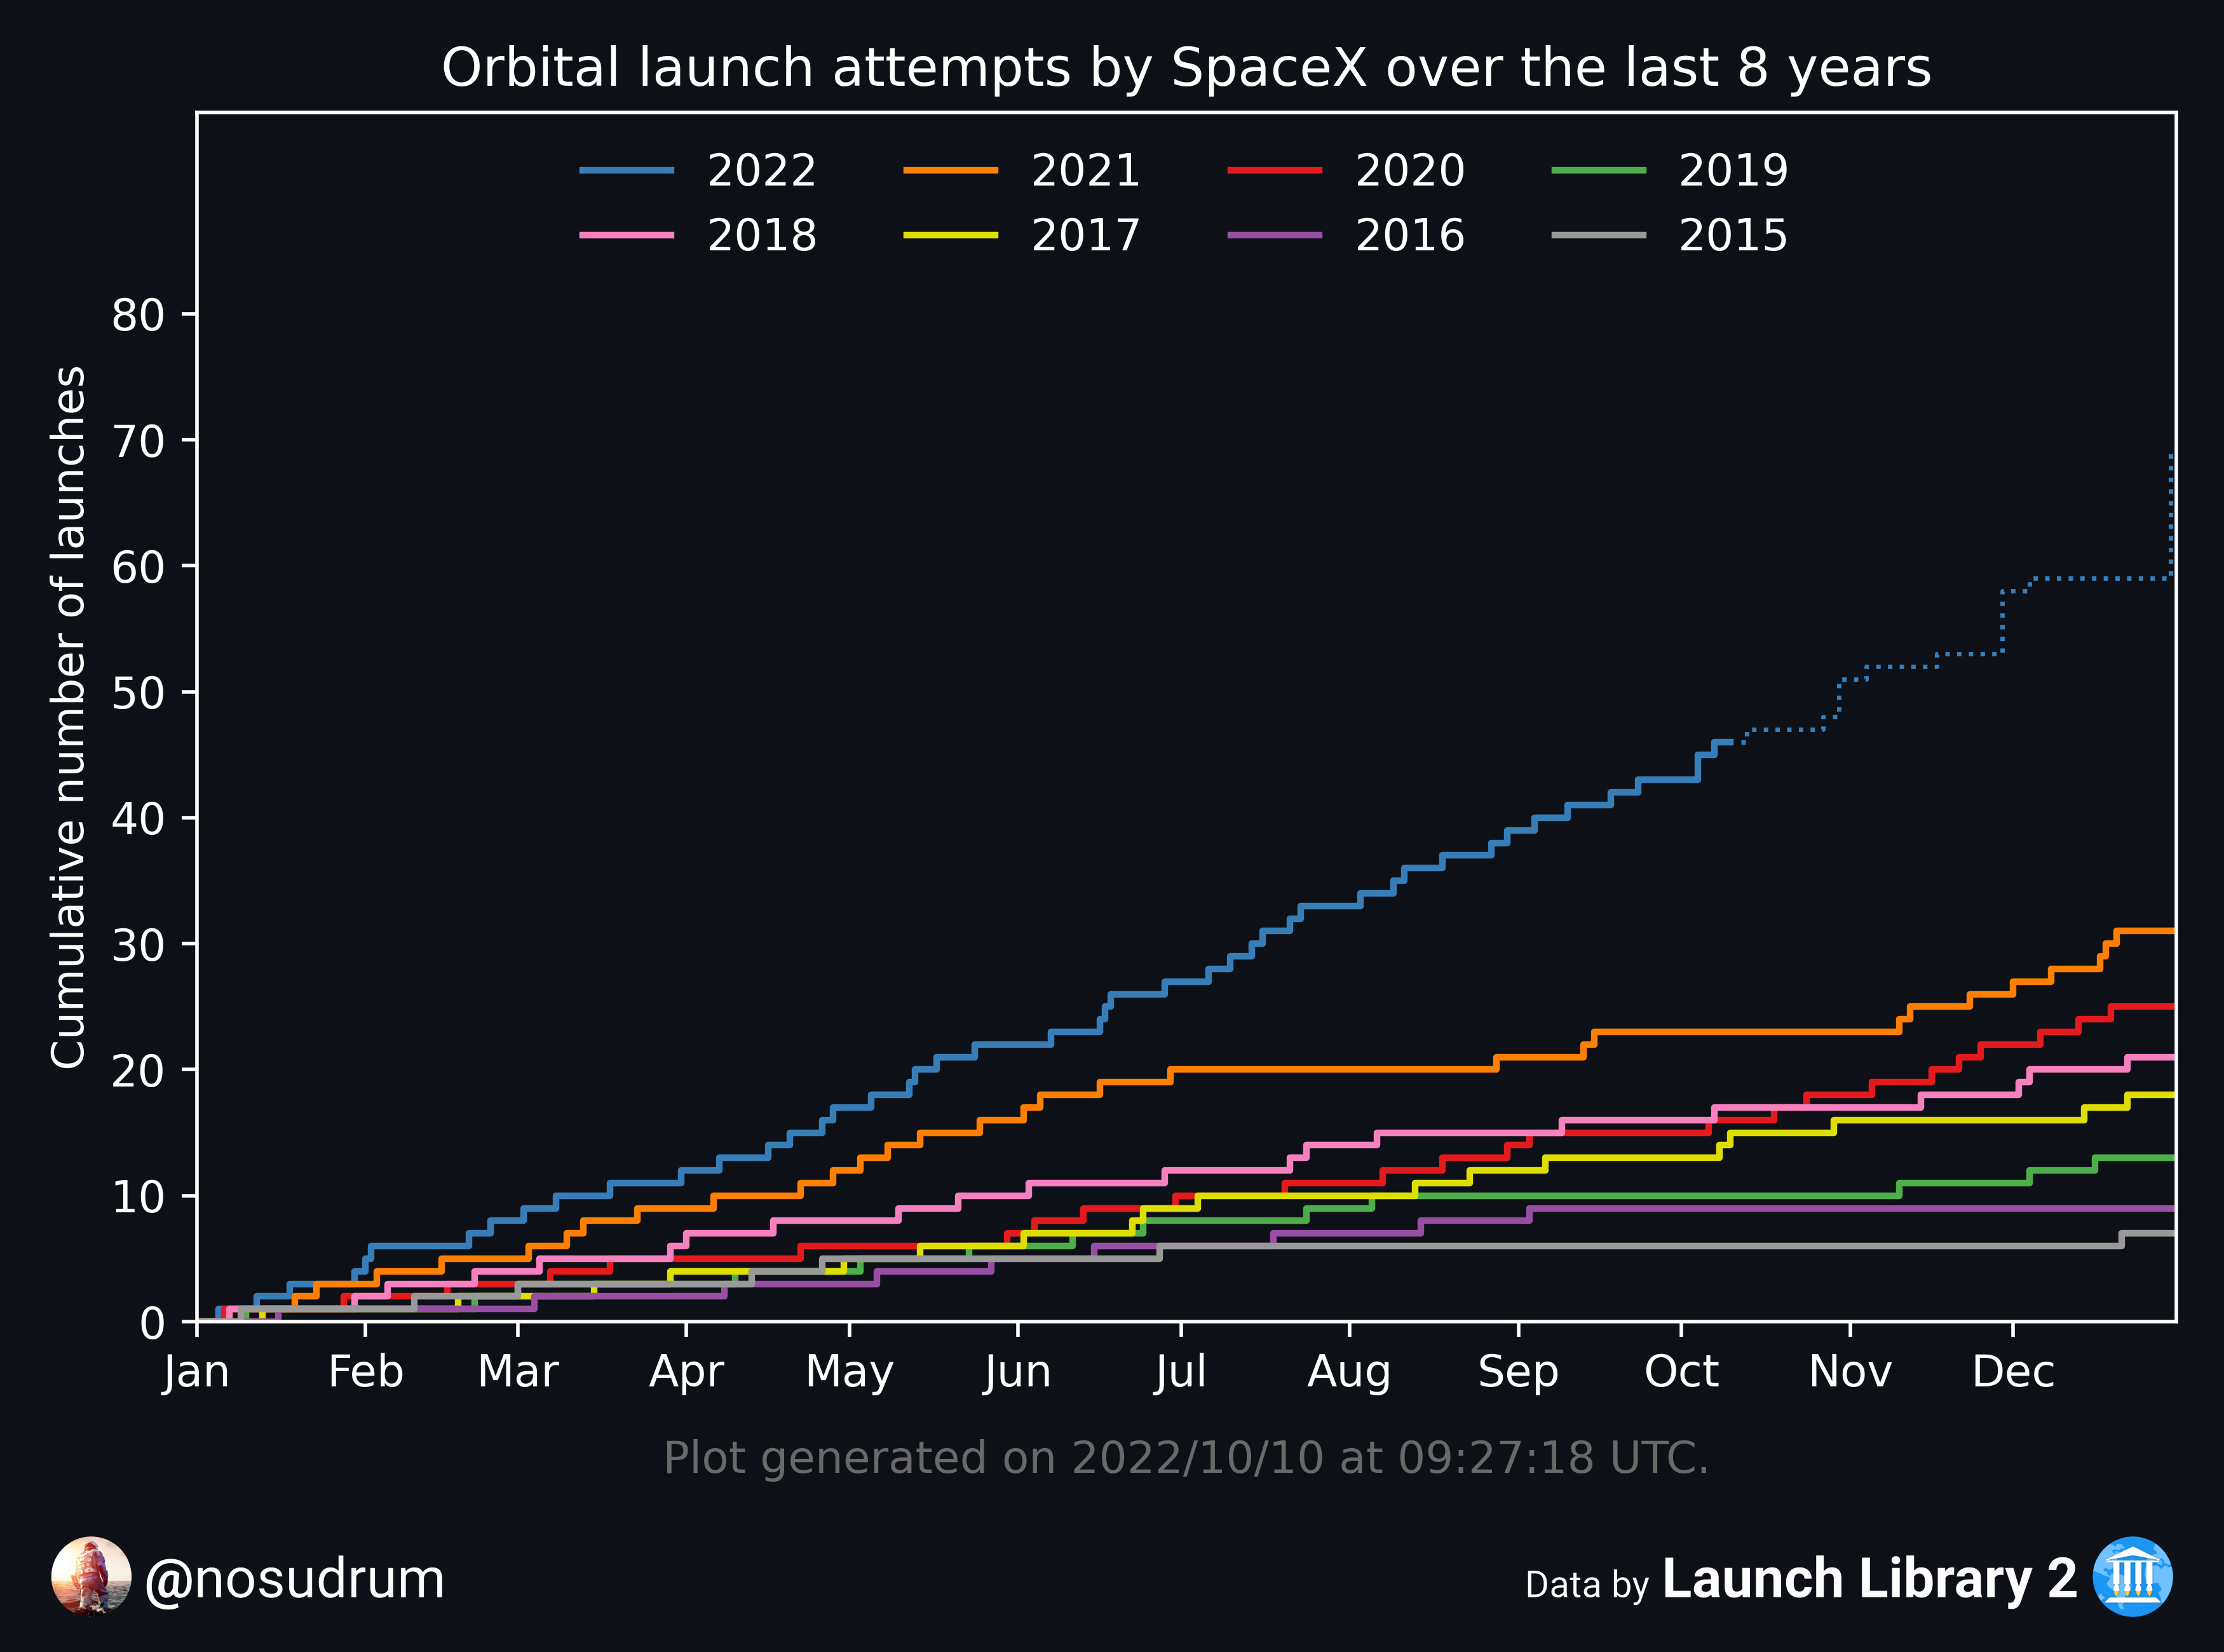 Orbital launch attempts by SpaceX over the last 8 years
2022 2021 2020 2019
2018 2017 2016 2015
Cumulative number of launches
80
70
60
50
40
30
20
10
0
Jan Feb Mar Apr May Jun Jul Aug Sep Oct Nov Dec
Plot generated on 2022/10/10 at 09:27:18 UTC.
@nosudrum
Data by Launch Library 2